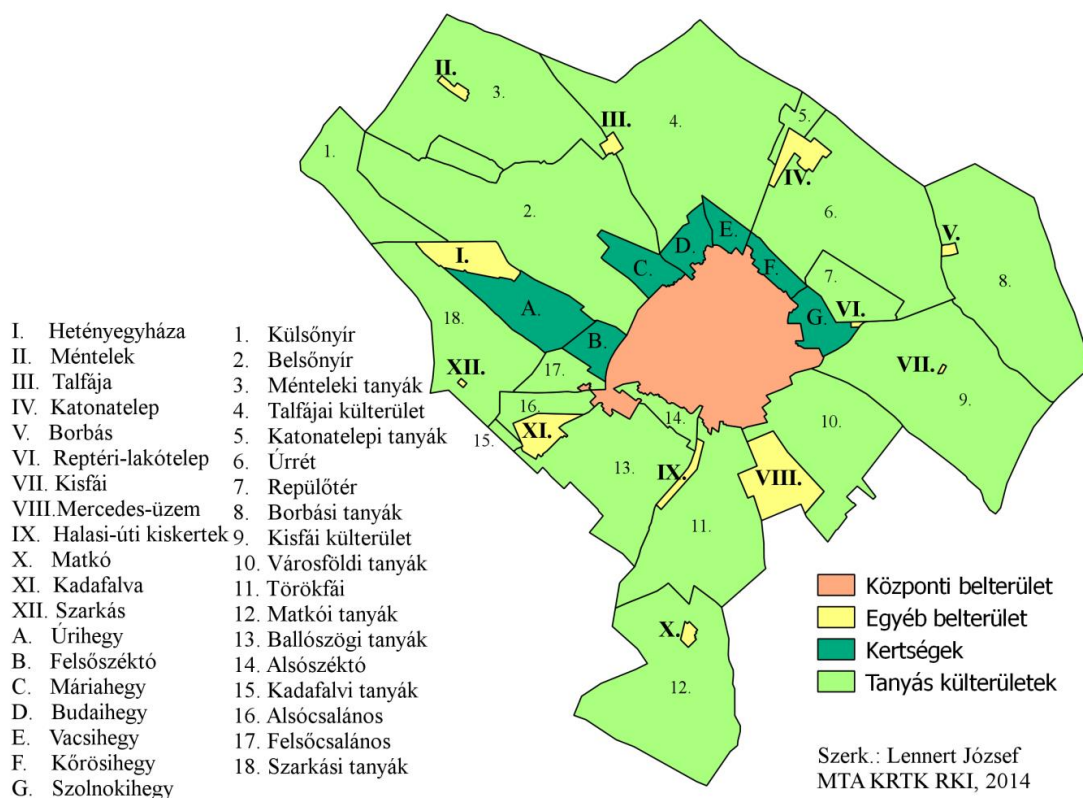 II.
3.
III.
4.
5.
1.
IV.
2.
6.
E.
D.
V.
I.
C.
F.
7.
8.
A.
G.
VI.
18.
B.
XII.
17.
VII.
16.
14.
9.
15.
XI.
10.
13.
IX.
VIII.
11.
X.
12.
I. Hetényegyháza
II. Méntelek
III. Talfája
IV. Katonatelep
V. Borbás
VI. Reptéri-lakótelep
VII. Kisfái
VIII.Mercedes-üzem
IX. Halasi-úti kiskertek
X. Matkó
XI. Kadafalva
XII. Szarkás
A. Úrihegy
B. Felsőszéktó
C. Máriahegy
D. Budaihegy
E. Vacsihegy
F. Kőrösihegy
G. Szolnokihegy
1. Külsőnyír
2. Belsőnyír
3. Ménteleki tanyák
4. Talfájai külterület
5. Katonatelepi tanyák
6. Úrrét
7. Repülőtér
8. Borbási tanyák
9. Kisfái külterület
10. Városföldi tanyák
11. Törökfái
12. Matkói tanyák
13. Ballószögi tanyák
14. Alsószéktó
15. Kadafalvi tanyák
16. Alsócsalános
17. Felsőcsalános
18. Szarkási tanyák
Központi belterület
Egyéb belterület
Kertségek
Tanyás külterületek
Szerk.: Lennert József
MTA KRTK RKI, 2014